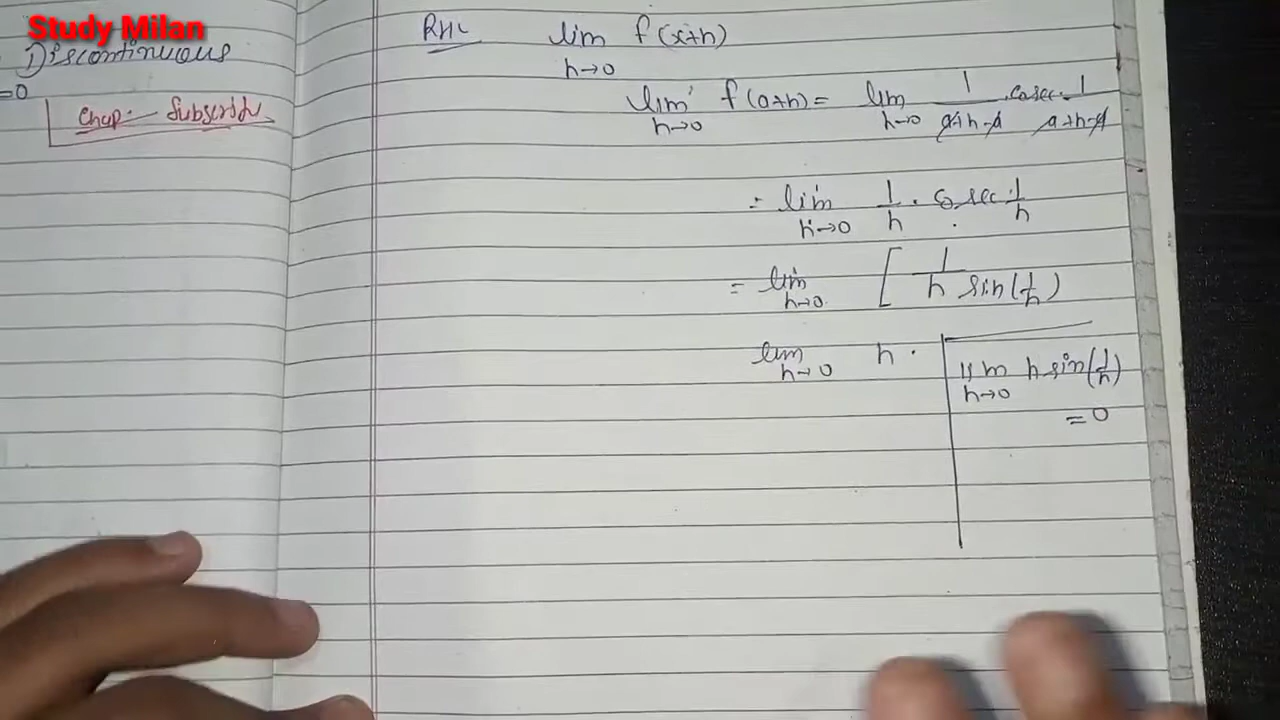 Study Milan
Discontinuous
=0
Chap:- Subscribe
RHL lim f(x+h)
h→0
lim f(a+h) = lim 1/a+h-a cosec 1/a+h-a
h→0 h→0
= lim 1/h . cosec 1/h
h→0
= lim [ 1/h sin(1/h)
h→0
lim h .
h→0
lim h sin(1/h)
h→0
= 0